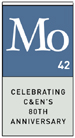 Mo
42
CELEBRATING
C&EN'S
80TH
ANNIVERSARY